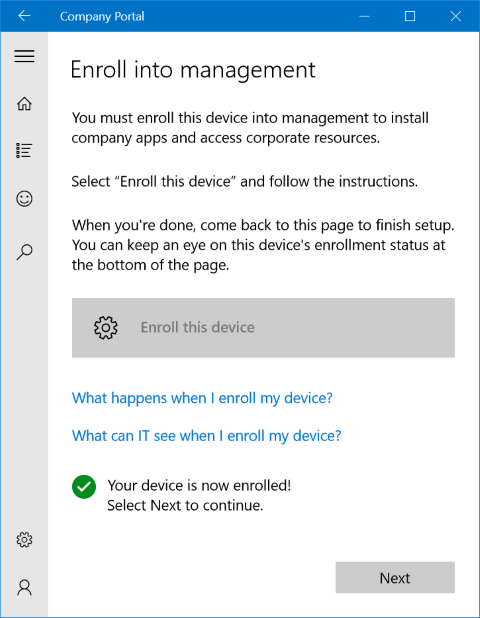 Company Portal
Enroll into management
You must enroll this device into management to install
company apps and access corporate resources.
Select “Enroll this device” and follow the instructions.
When you're done, come back to this page to finish setup.
You can keep an eye on this device's enrollment status at
the bottom of the page.
Enroll this device
What happens when I enroll my device?
What can IT see when I enroll my device?
Your device is now enrolled!
Select Next to continue.
Next